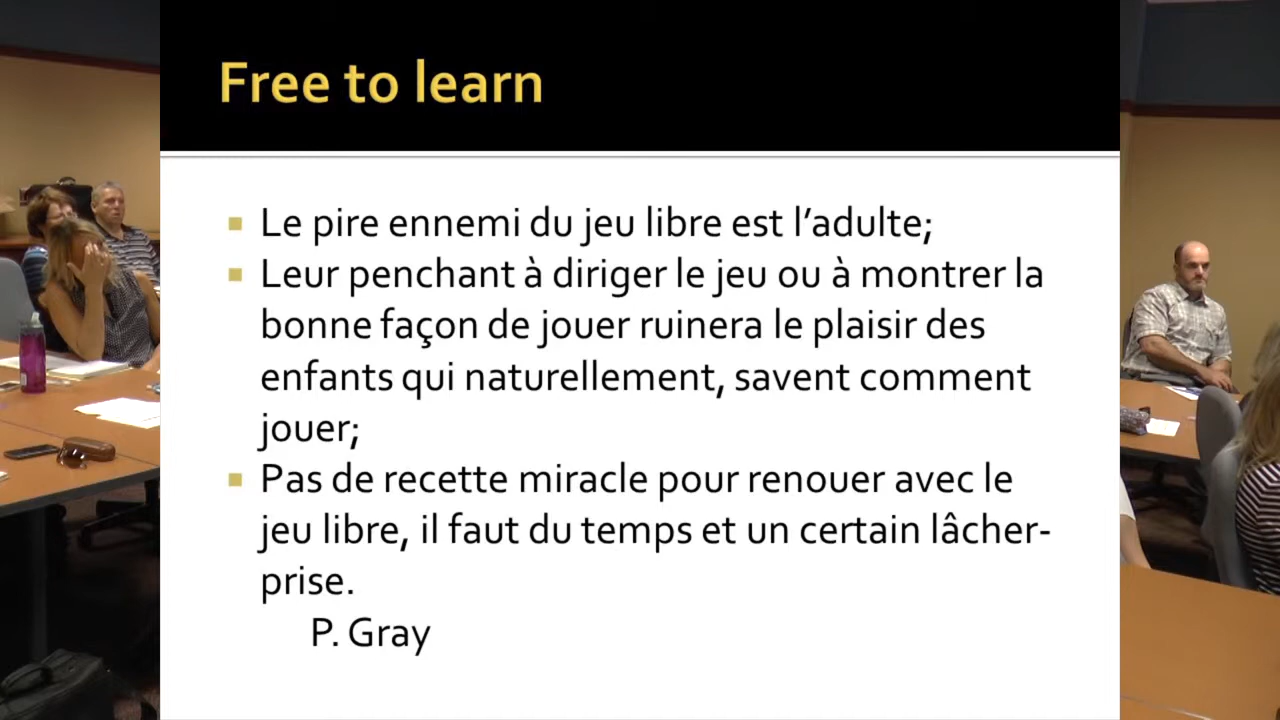 Free to learn
Le pire ennemi du jeu libre est l’adulte;
Leur penchant à diriger le jeu ou à montrer la
bonne façon de jouer ruinera le plaisir des
enfants qui naturellement, savent comment
jouer;
Pas de recette miracle pour renouer avec le
jeu libre, il faut du temps et un certain lâcher-
prise.
P. Gray